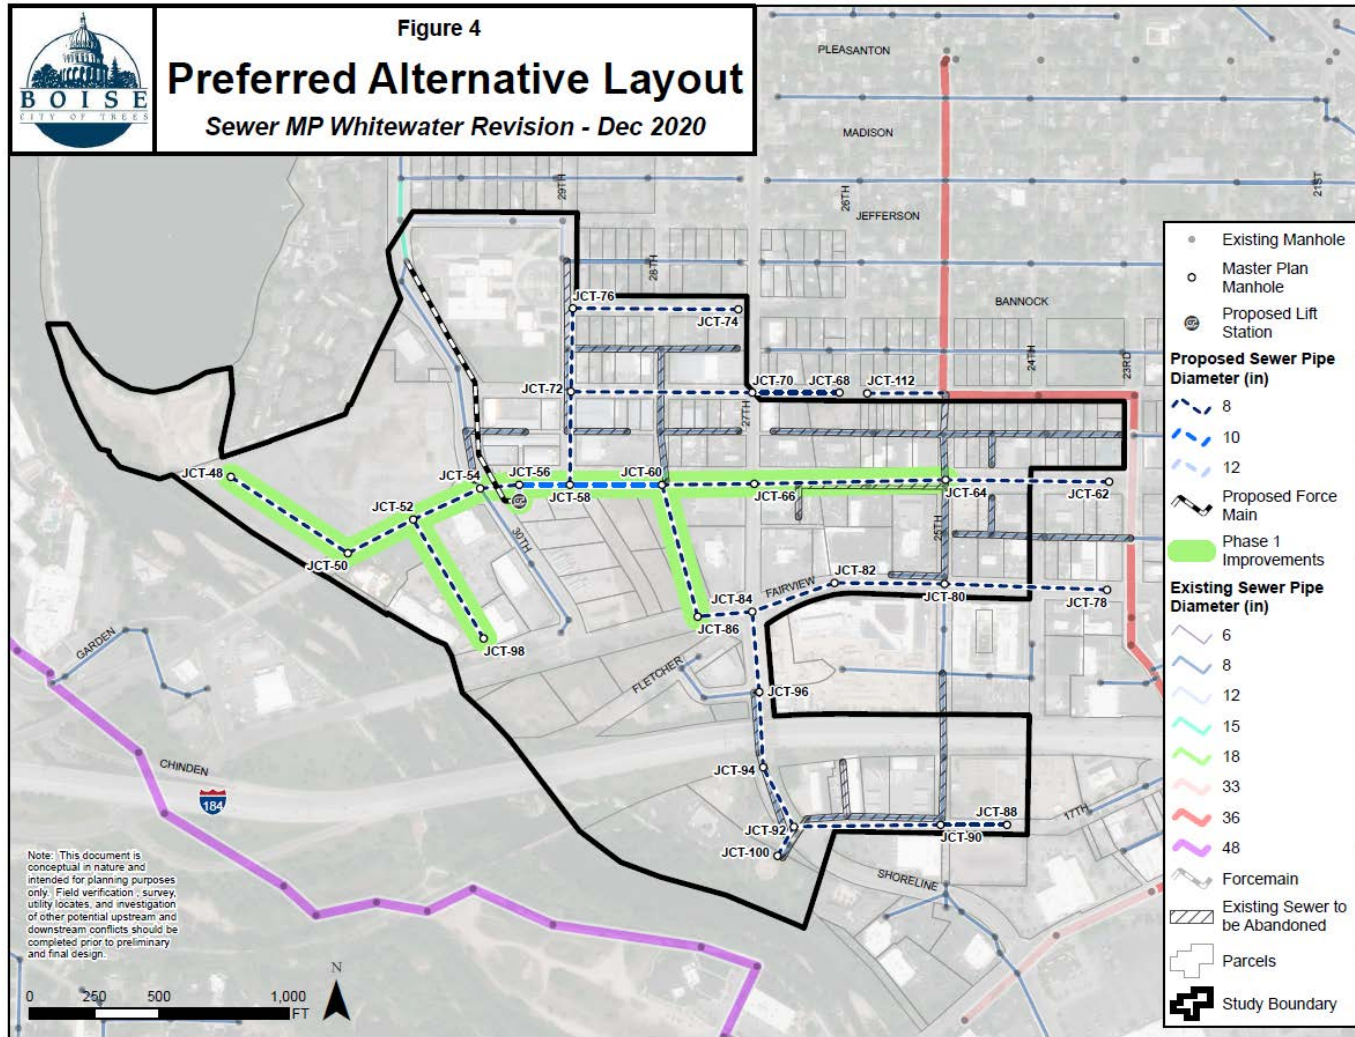 BOISE
CITY OF TREES
Figure 4
Preferred Alternative Layout
Sewer MP Whitewater Revision - Dec 2020
PLEASANTON
MADISON
29TH
26TH
21ST
JEFFERSON
28TH
BANNOCK
JCT-76
JCT-74
24TH
23RD
JCT-72
JCT-70
JCT-68
JCT-112
27TH
JCT-48
JCT-54
JCT-56
JCT-60
JCT-58
JCT-66
JCT-64
JCT-62
JCT-52
30TH
25TH
JCT-50
JCT-82
FAIRVIEW
JCT-80
JCT-78
JCT-84
JCT-86
JCT-98
GARDEN
FLETCHER
JCT-96
CHINDEN
184
JCT-94
JCT-92
JCT-90
JCT-88
17TH
JCT-100
SHORELINE
Note: This document is
conceptual in nature and
intended for planning purposes
only. Field verification, survey,
utility locates, and investigation
of other potential upstream and
downstream conflicts should be
completed prior to preliminary
and final design.
N
0 250 500 1,000
FT
Existing Manhole
Master Plan
Manhole
Proposed Lift
Station
Proposed Sewer Pipe
Diameter (in)
8
10
12
Proposed Force
Main
Phase 1
Improvements
Existing Sewer Pipe
Diameter (in)
6
8
12
15
18
33
36
48
Forcemain
Existing Sewer to
be Abandoned
Parcels
Study Boundary